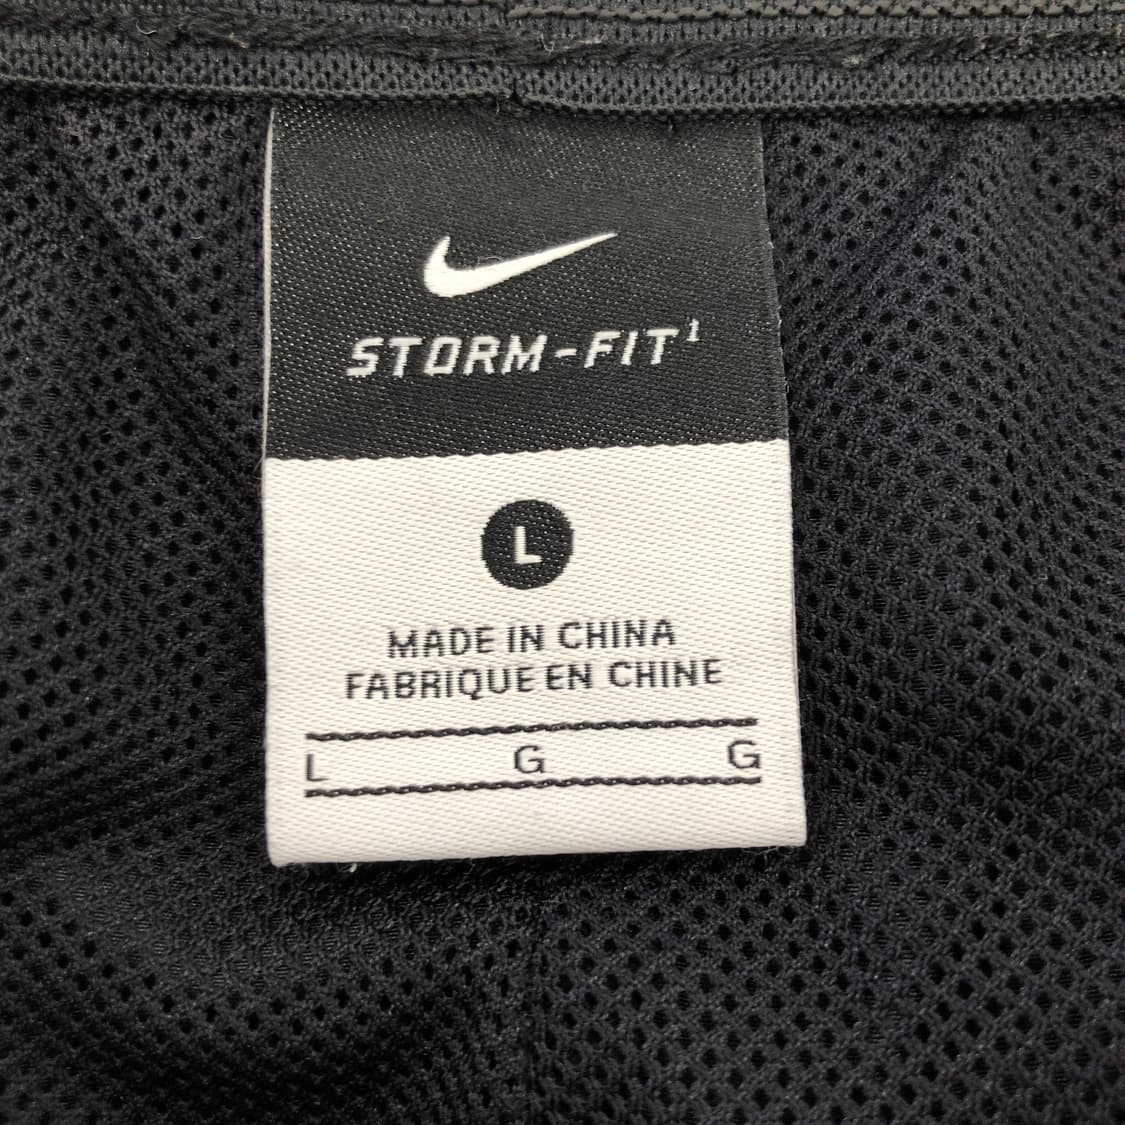 STORM-FIT¹
L
MADE IN CHINA
FABRIQUE EN CHINE
L G G